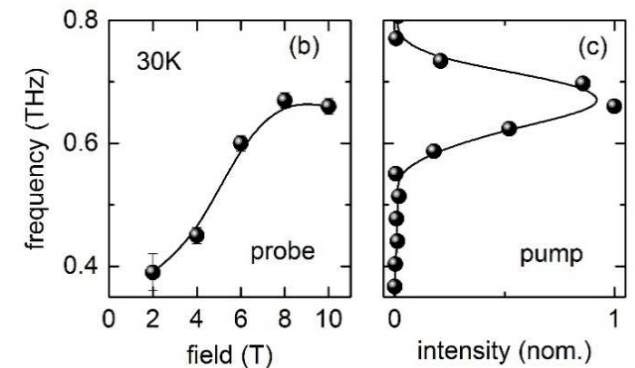 0.8
0.6
0.4
frequency (THz)
30K
(b)
probe
0 2 4 6 8 10
field (T)
(c)
pump
0 1
intensity (nom.)